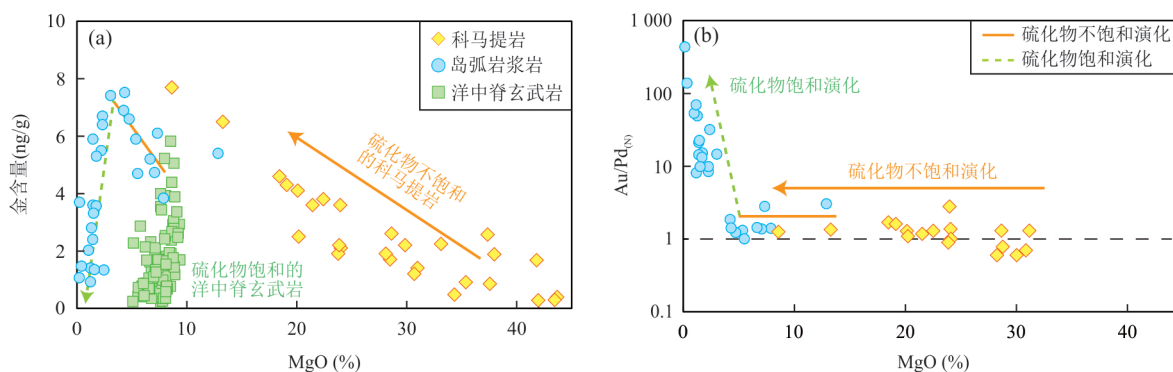 (a)
科马提岩
岛弧岩浆岩
洋中脊玄武岩
硫化物不饱和
的科马提岩
硫化物饱和的
洋中脊玄武岩
金含量(ng/g)
10
8
6
4
2
0
0 10 20 30 40
MgO (%)
(b)
硫化物不饱和演化
硫化物饱和演化
硫化物饱和演化
硫化物不饱和演化
Au/Pd(N)
1 000
100
10
1
0.1
0 10 20 30 40
MgO (%)